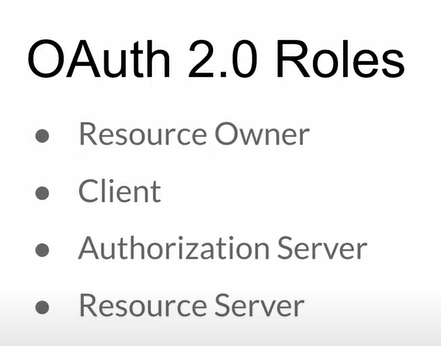 OAuth 2.0 Roles
● Resource Owner
● Client
● Authorization Server
● Resource Server